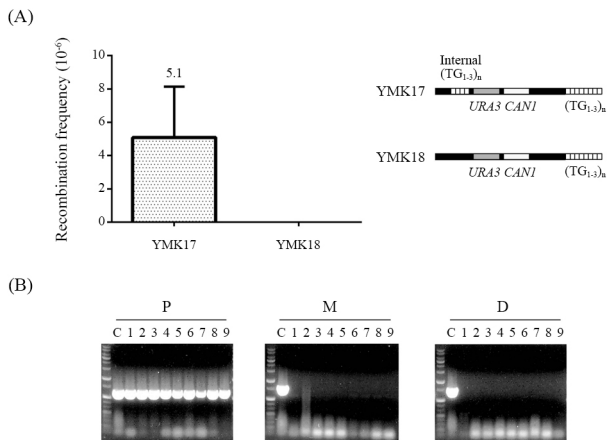 (A)
Recombination frequency (10-6)
10
8
6
4
2
0
5.1
YMK17
YMK18
Internal
(TG1-3)n
YMK17
URA3 CAN1
(TG1-3)n
YMK18
URA3 CAN1
(TG1-3)n
(B)
P
M
D
C 1 2 3 4 5 6 7 8 9
C 1 2 3 4 5 6 7 8 9
C 1 2 3 4 5 6 7 8 9